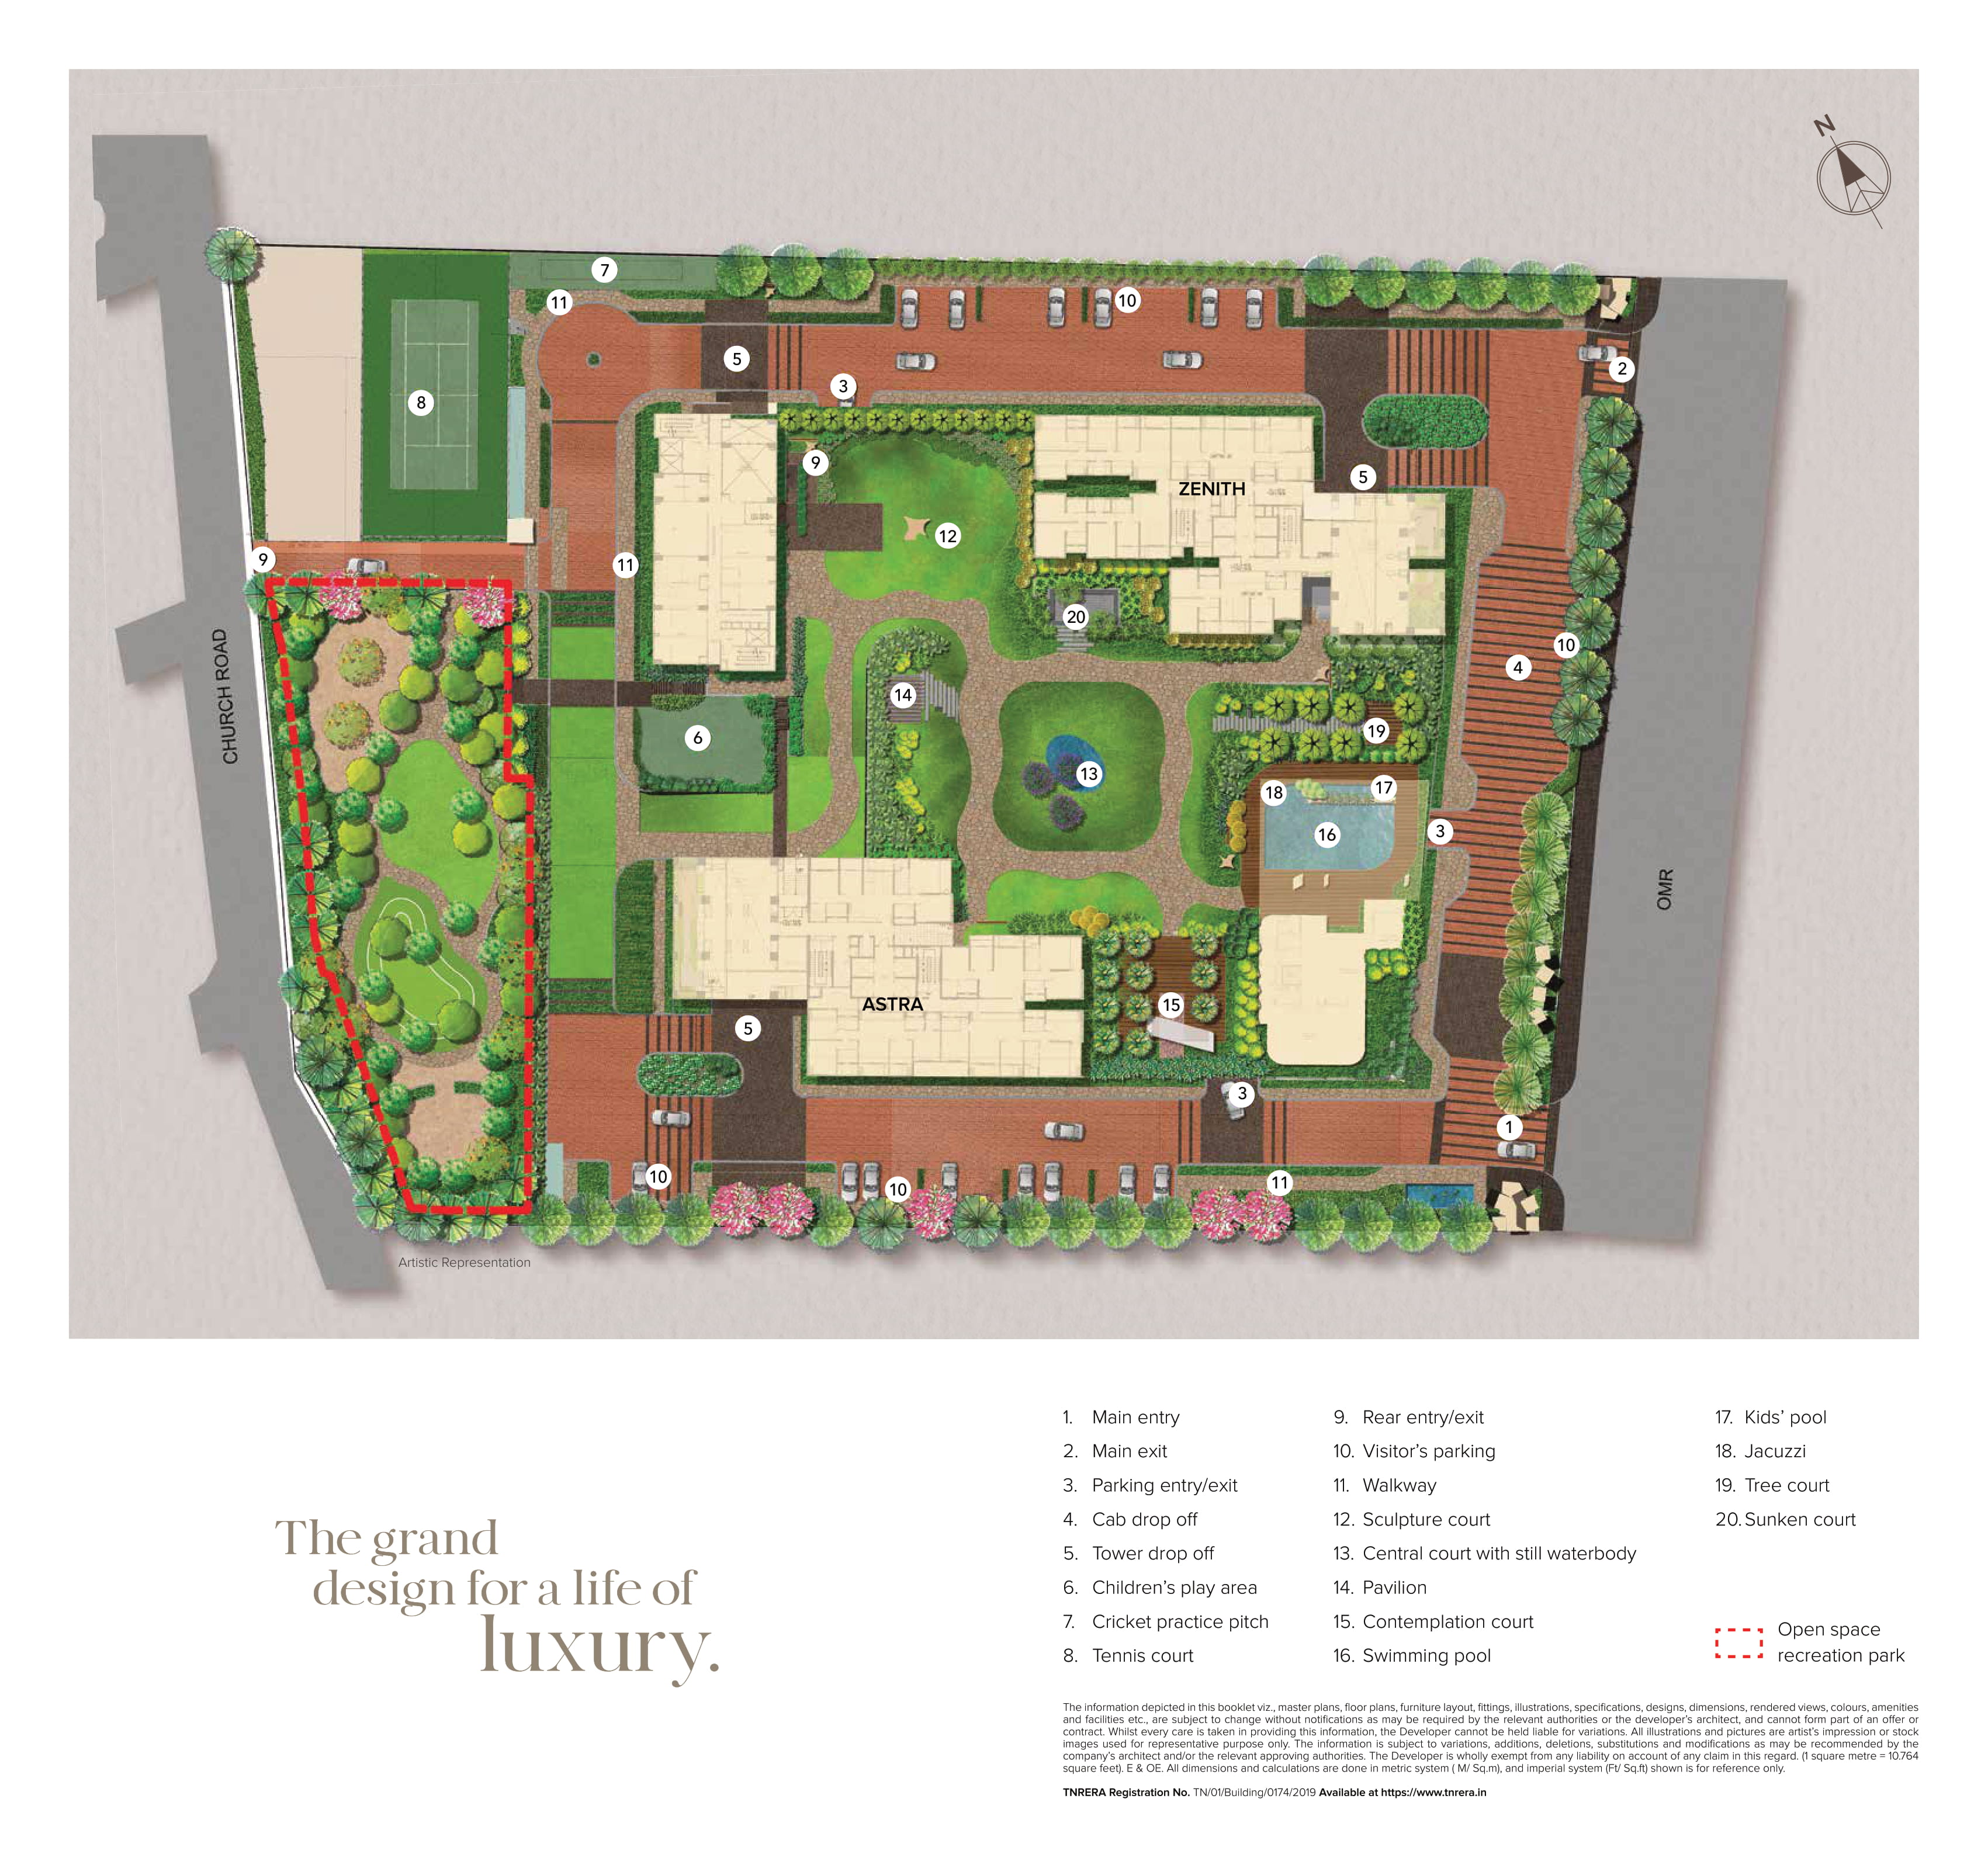 N
7
11
10
5
2
3
8
9
ZENITH
5
12
9
11
20
10
4
CHURCH ROAD
14
6
19
13
18
17
16
3
OMR
ASTRA
15
5
3
1
10
10
11
Artistic Representation
The grand
design for a life of
luxury.
1. Main entry
2. Main exit
3. Parking entry/exit
4. Cab drop off
5. Tower drop off
6. Children's play area
7. Cricket practice pitch
8. Tennis court
9. Rear entry/exit
10. Visitor's parking
11. Walkway
12. Sculpture court
13. Central court with still waterbody
14. Pavilion
15. Contemplation court
16. Swimming pool
17. Kids' pool
18. Jacuzzi
19. Tree court
20. Sunken court
Open space
recreation park
The information depicted in this booklet viz., master plans, floor plans, furniture layout, fittings, illustrations, specifications, designs, dimensions, rendered views, colours, amenities
and facilities etc., are subject to change without notifications as may be required by the relevant authorities or the developer's architect, and cannot form part of an offer or
contract. Whilst every care is taken in providing this information, the Developer cannot be held liable for variations. All illustrations and pictures are artist's impression or stock
images used for representative purpose only. The information is subject to variations, additions, deletions, substitutions and modifications as may be recommended by the
company's architect and/or the relevant approving authorities. The Developer is wholly exempt from any liability on account of any claim in this regard. (1 square metre = 10.764
square feet). E & OE. All dimensions and calculations are done in metric system ( M/ Sq.m), and imperial system (Ft/ Sq.ft) shown is for reference only.
TNRERA Registration No. TN/01/Building/0174/2019 Available at https://www.tnrera.in